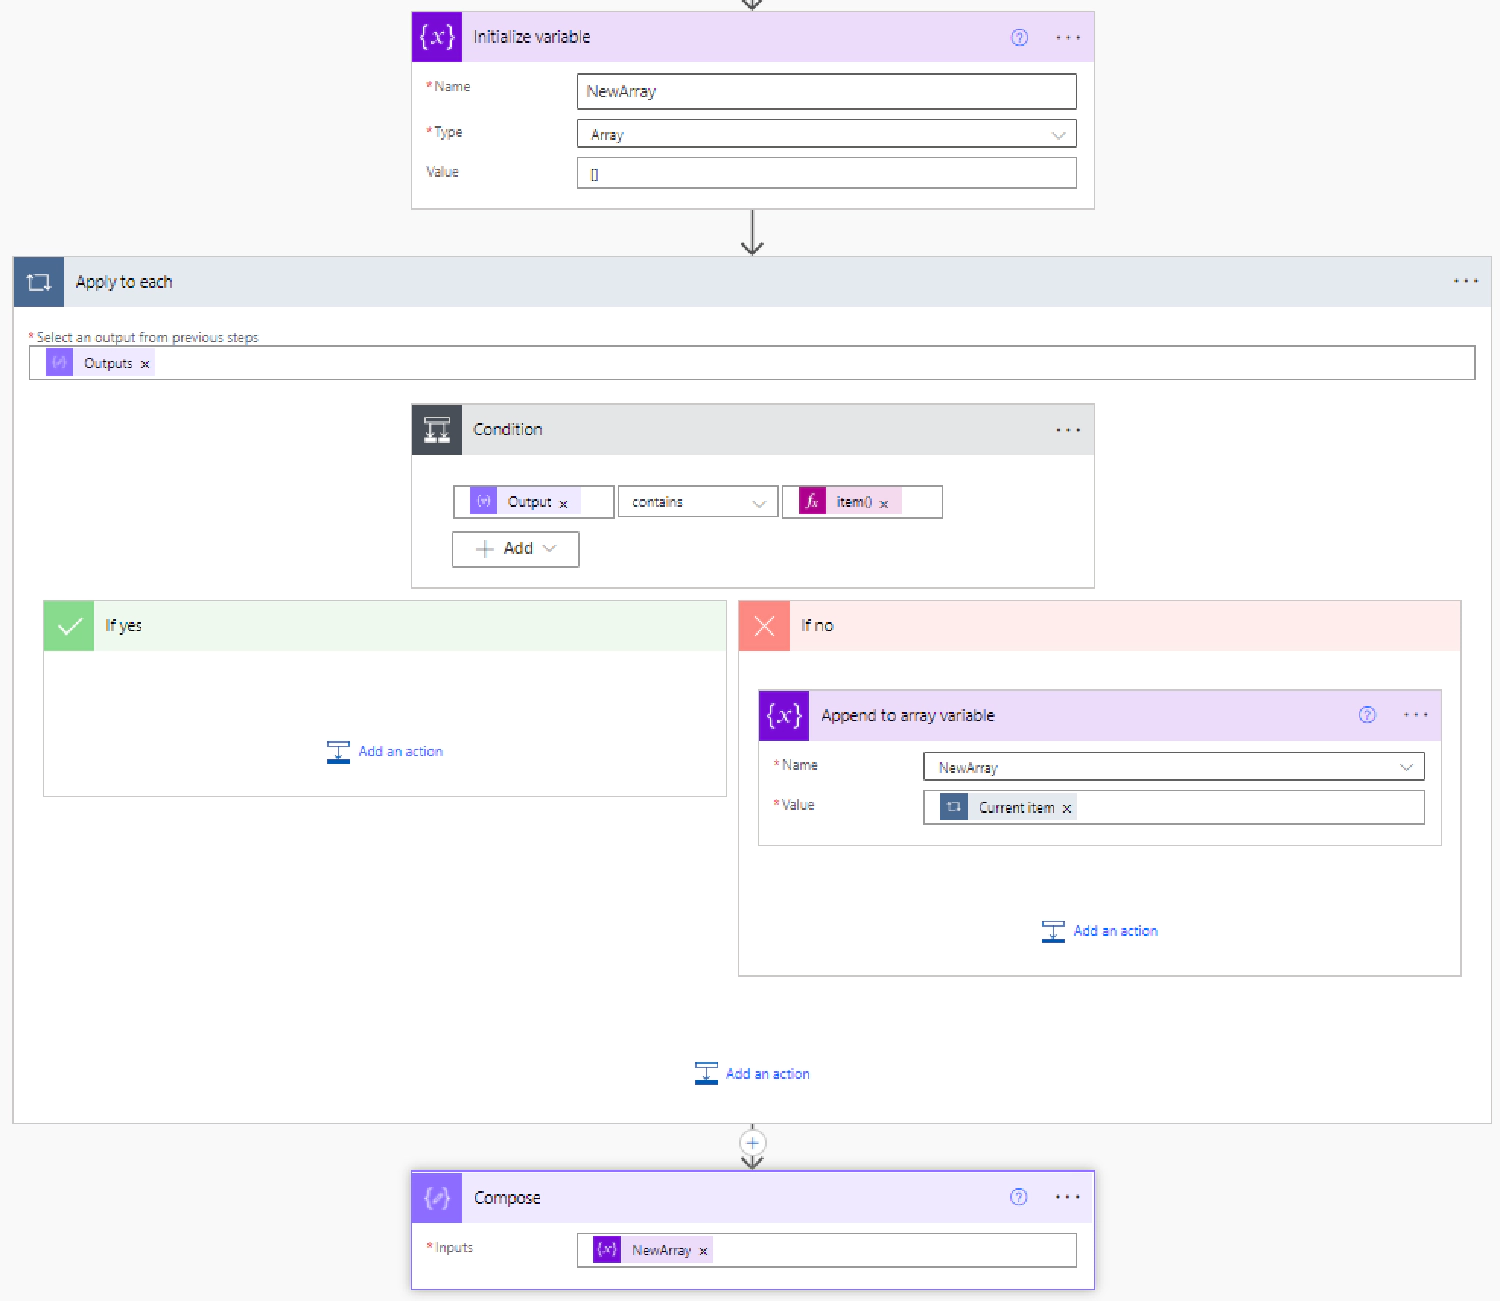 {x} Initialize variable
* Name
NewArray
* Type
Array
Value
[]
Apply to each
* Select an output from previous steps
Outputs x
Condition
{v} Output x
contains
fx item() x
Add
If yes
If no
Add an action
{x} Append to array variable
* Name
NewArray
* Value
Current item x
Add an action
Add an action
Compose
* Inputs
{x} NewArray x